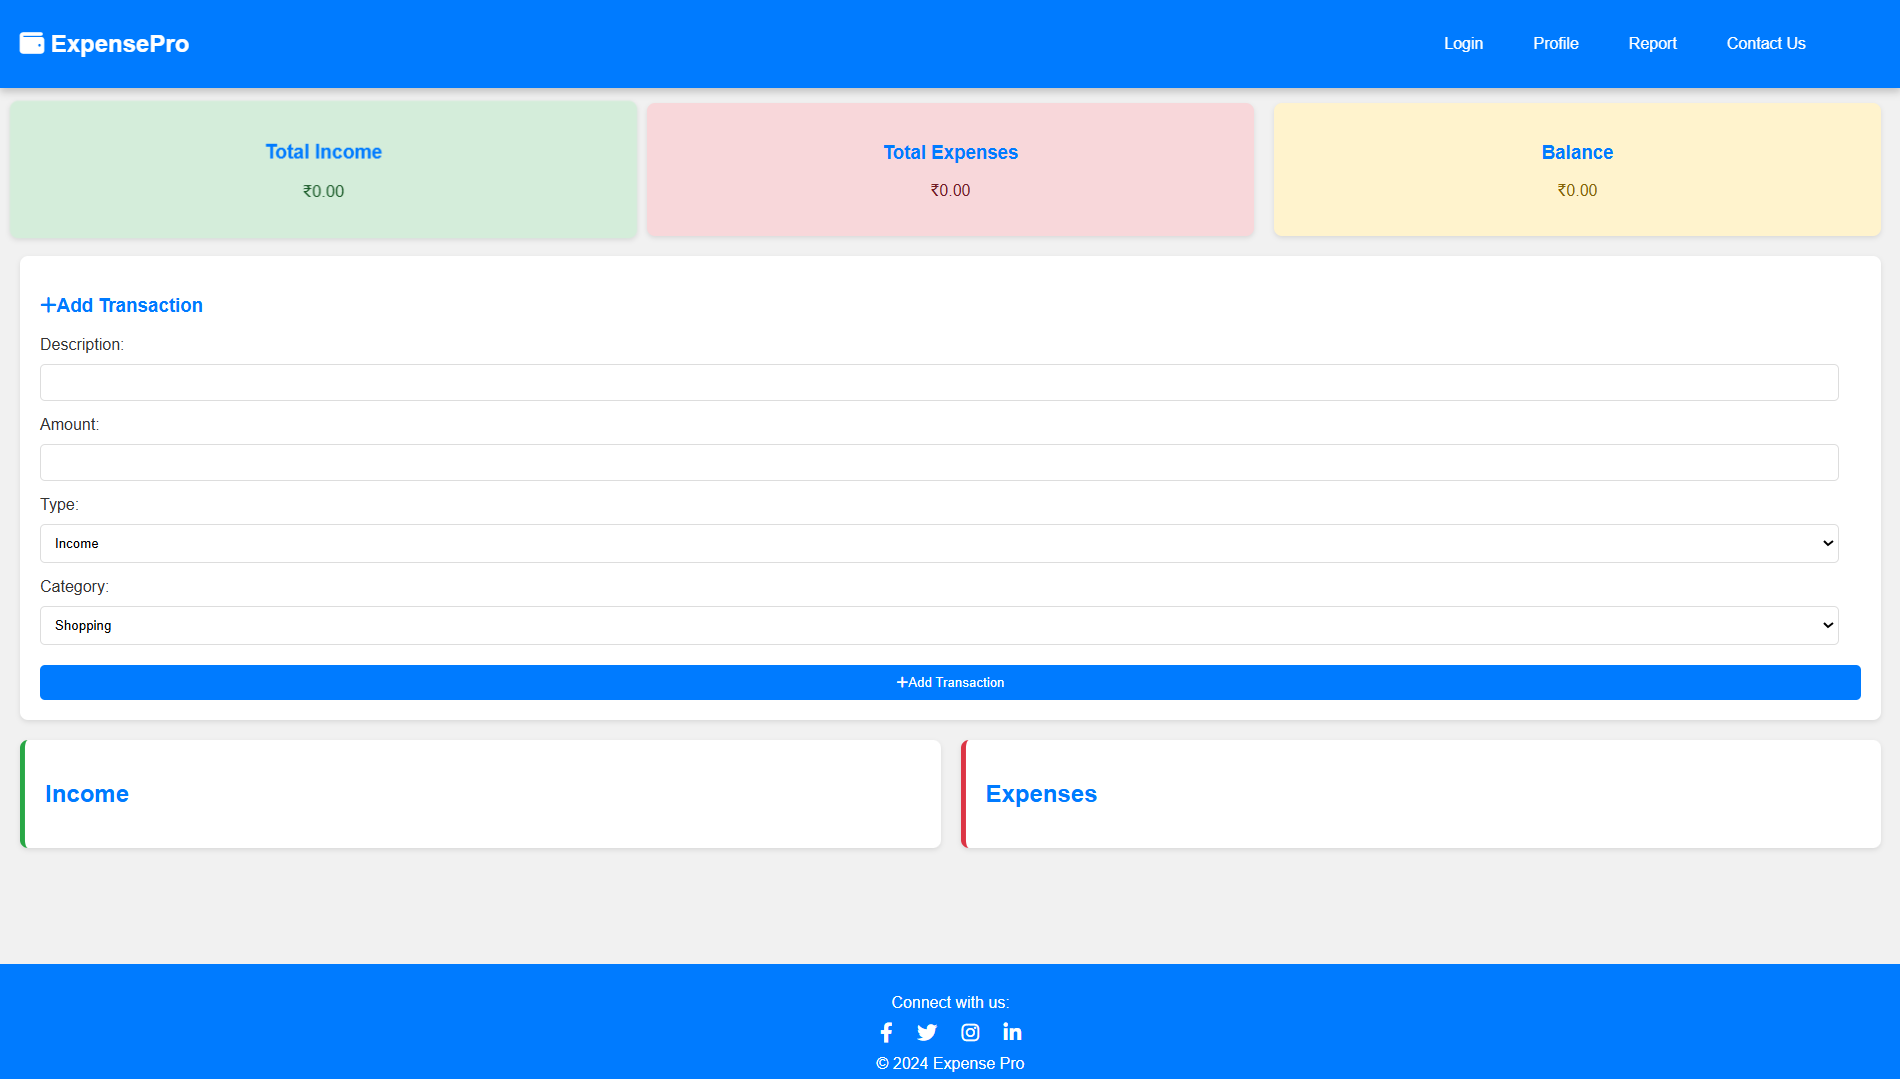 ExpensePro
Login Profile Report Contact Us
Total Income
₹0.00
Total Expenses
₹0.00
Balance
₹0.00
+Add Transaction
Description:
Amount:
Type:
Income
Category:
Shopping
+Add Transaction
Income
Expenses
Connect with us:
© 2024 Expense Pro